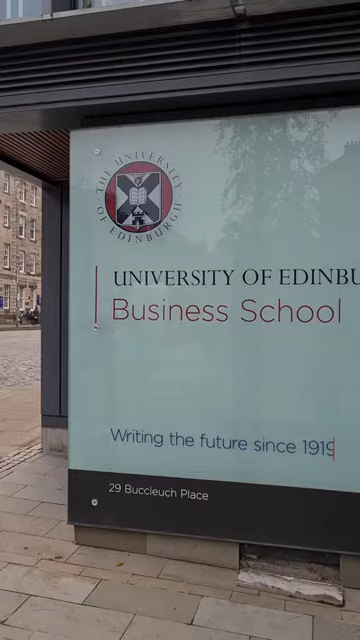 THE UNIVERSITY
OF EDINBURGH
UNIVERSITY OF EDINBU
Business School
Writing the future since 1919
29 Buccleuch Place